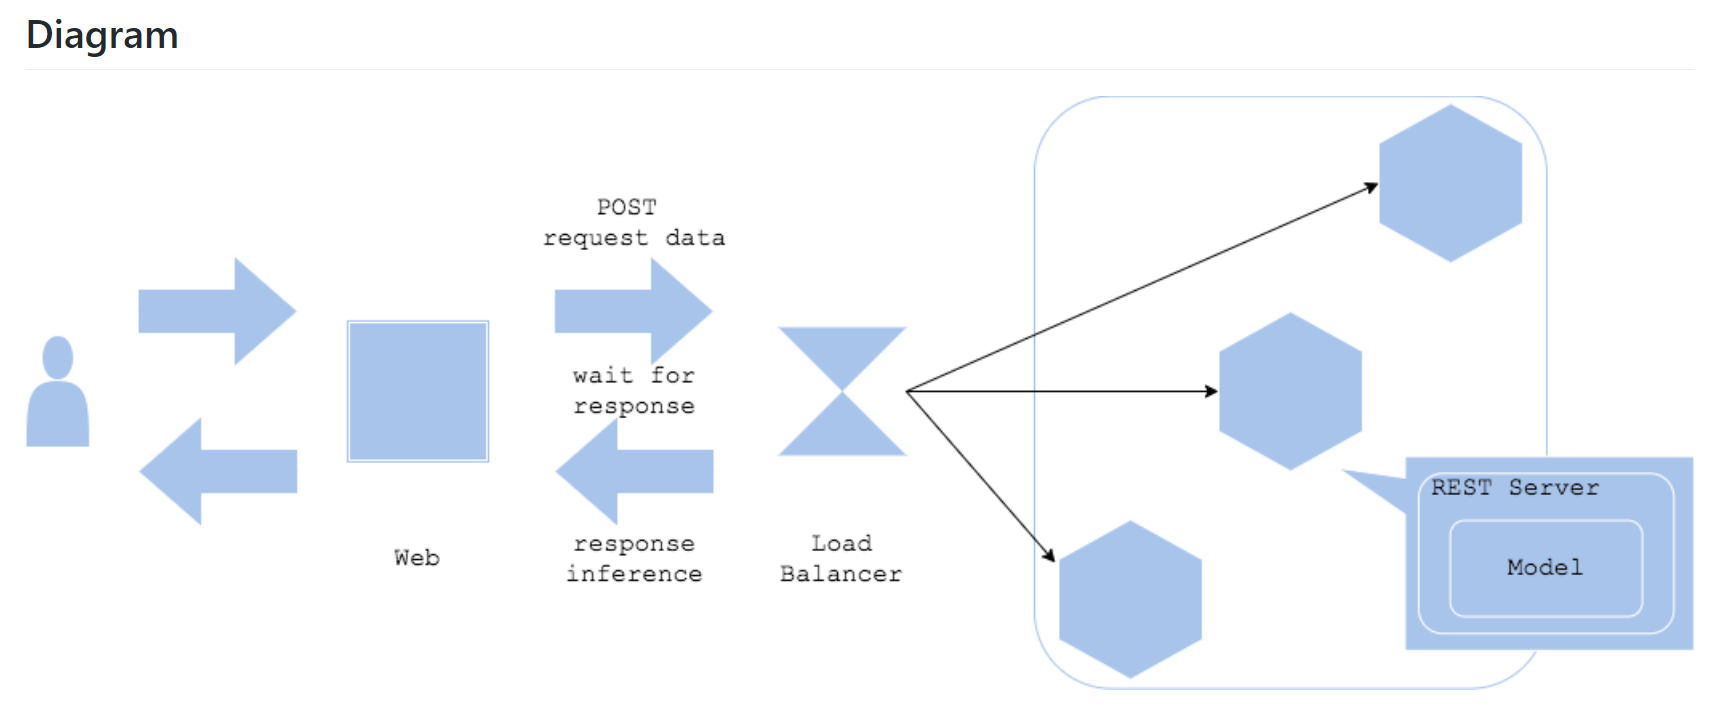 Diagram
POST
request data
wait for
response
response
inference
Web
Load
Balancer
REST Server
Model